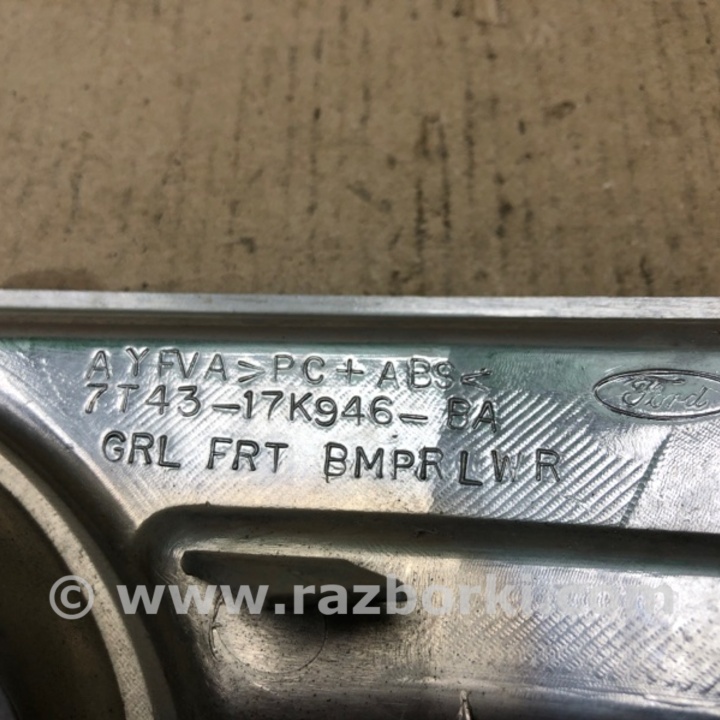 AYFVA>PC+ABS<
7T43-17K946-BA
Ford
GRL FRT BMPR LWR
© www.razborki.com